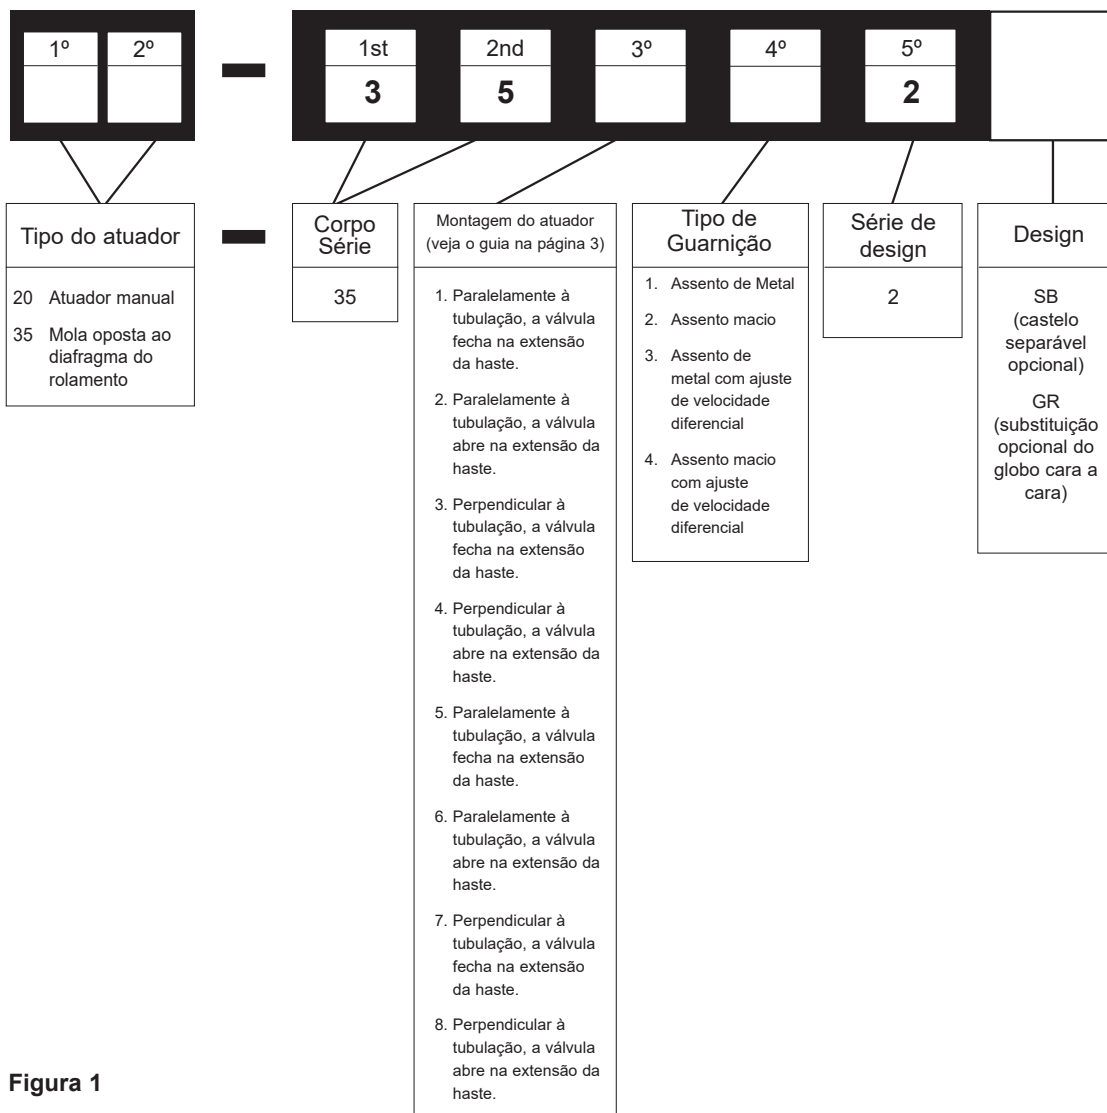 1º 2º 1st 2nd 3º 4º 5º
3 5 2
Tipo do atuador
20 Atuador manual
35 Mola oposta ao
diafragma do
rolamento
Corpo
Série
35
Montagem do atuador
(veja o guia na página 3)
1. Paralelamente à
tubulação, a válvula
fecha na extensão
da haste.
2. Paralelamente à
tubulação, a válvula
abre na extensão da
haste.
3. Perpendicular à
tubulação, a válvula
fecha na extensão
da haste.
4. Perpendicular à
tubulação, a válvula
abre na extensão da
haste.
5. Paralelamente à
tubulação, a válvula
fecha na extensão
da haste.
6. Paralelamente à
tubulação, a válvula
abre na extensão da
haste.
7. Perpendicular à
tubulação, a válvula
fecha na extensão
da haste.
8. Perpendicular à
tubulação, a válvula
abre na extensão da
haste.
Tipo de
Guarnição
1. Assento de Metal
2. Assento macio
3. Assento de
metal com ajuste
de velocidade
diferencial
4. Assento macio
com ajuste
de velocidade
diferencial
Série de
design
2
Design
SB
(castelo
separável
opcional)
GR
(substituição
opcional do
globo cara a
cara)
Figura 1